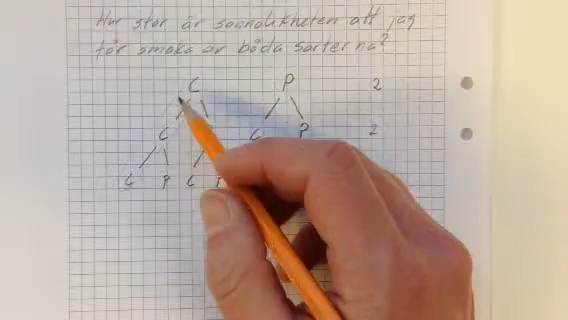 Hur stor är sannolikheten att jag
får smaka av båda sorterna?
C P 2
C C P 2
C P C